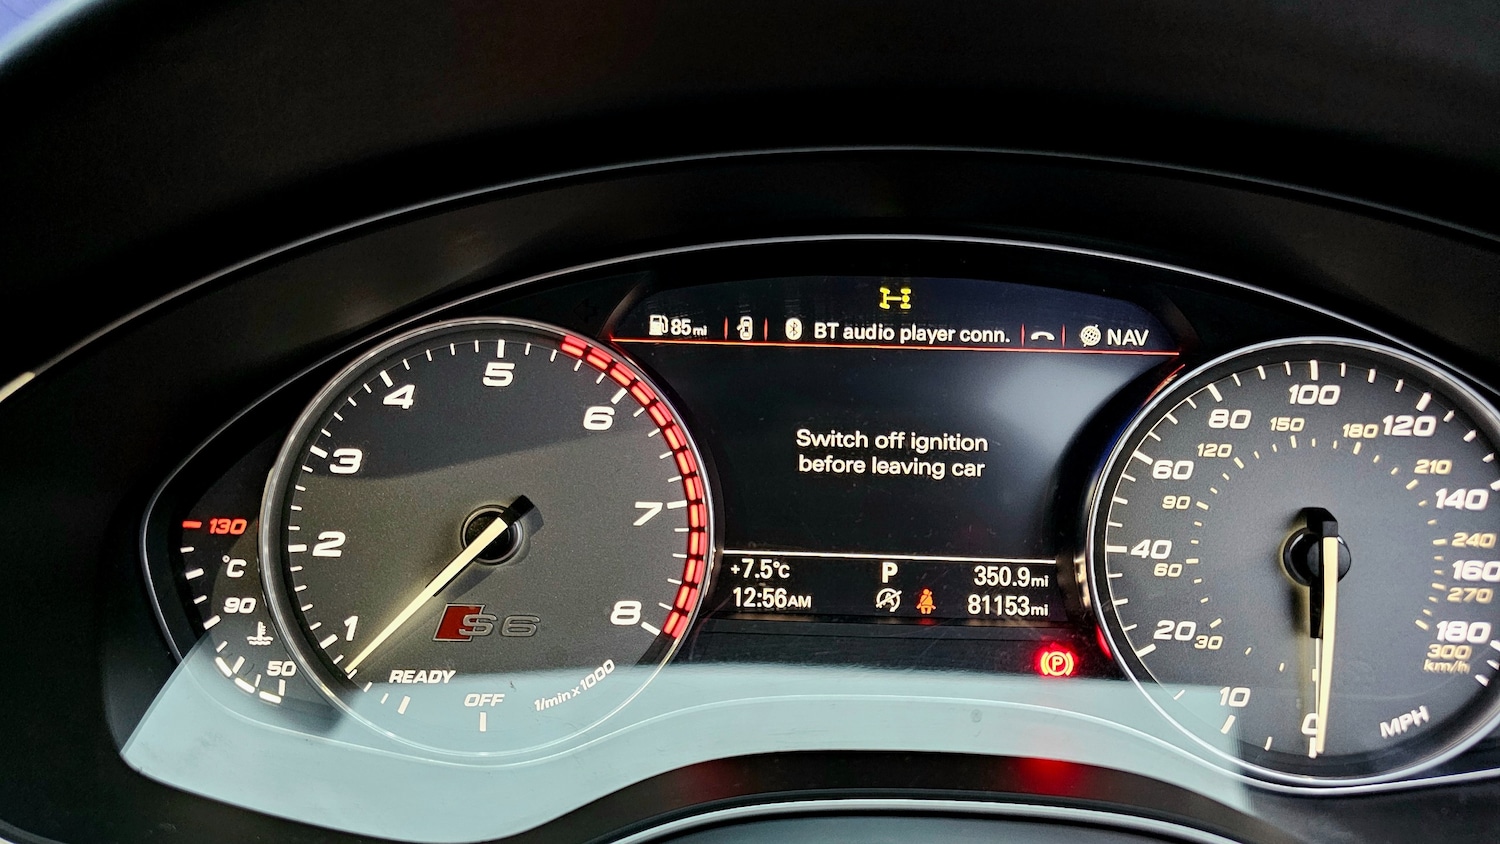 85mi
BT audio player conn.
NAV
Switch off ignition
before leaving car
+7.5°C
P
350.9mi
12:56AM
81153mi
P
1
2
3
4
5
6
7
8
S6
READY
OFF
1/min x 1000
130
°C
90
50
0
10
20
40
60
80
100
120
140
160
180
30
60
90
120
150
180
210
240
270
300
km/h
MPH